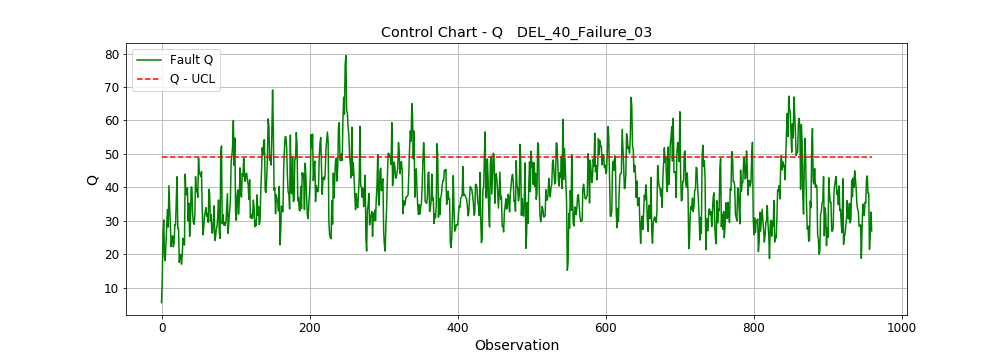 Control Chart - Q   DEL_40_Failure_03
Fault Q
Q - UCL
80
70
60
50
40
30
20
10
Q
0 200 400 600 800 1000
Observation